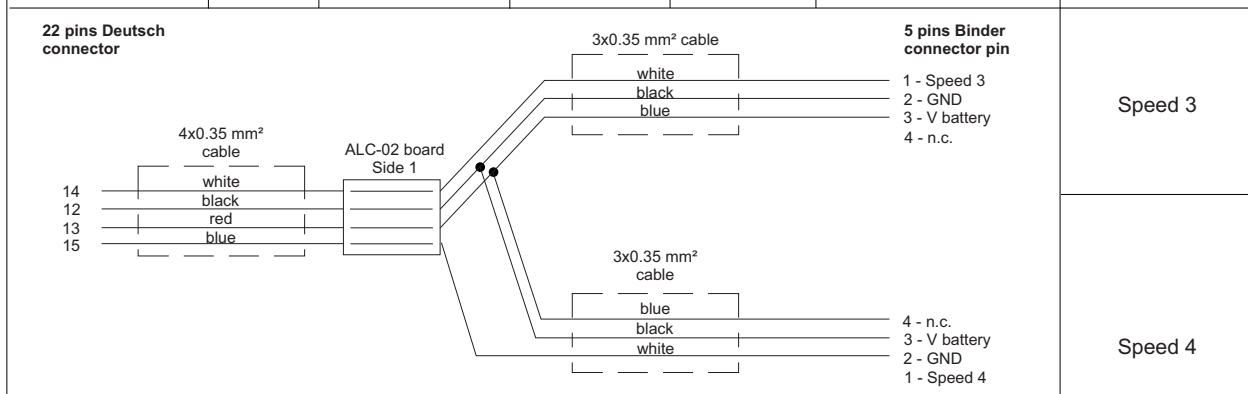 22 pins Deutsch
connector
5 pins Binder
connector pin
3x0.35 mm² cable
white
black
blue
1 - Speed 3
2 - GND
3 - V battery
4 - n.c.
Speed 3
4x0.35 mm²
cable
ALC-02 board
Side 1
14
white
12
black
13
red
15
blue
3x0.35 mm²
cable
blue
black
white
4 - n.c.
3 - V battery
2 - GND
1 - Speed 4
Speed 4